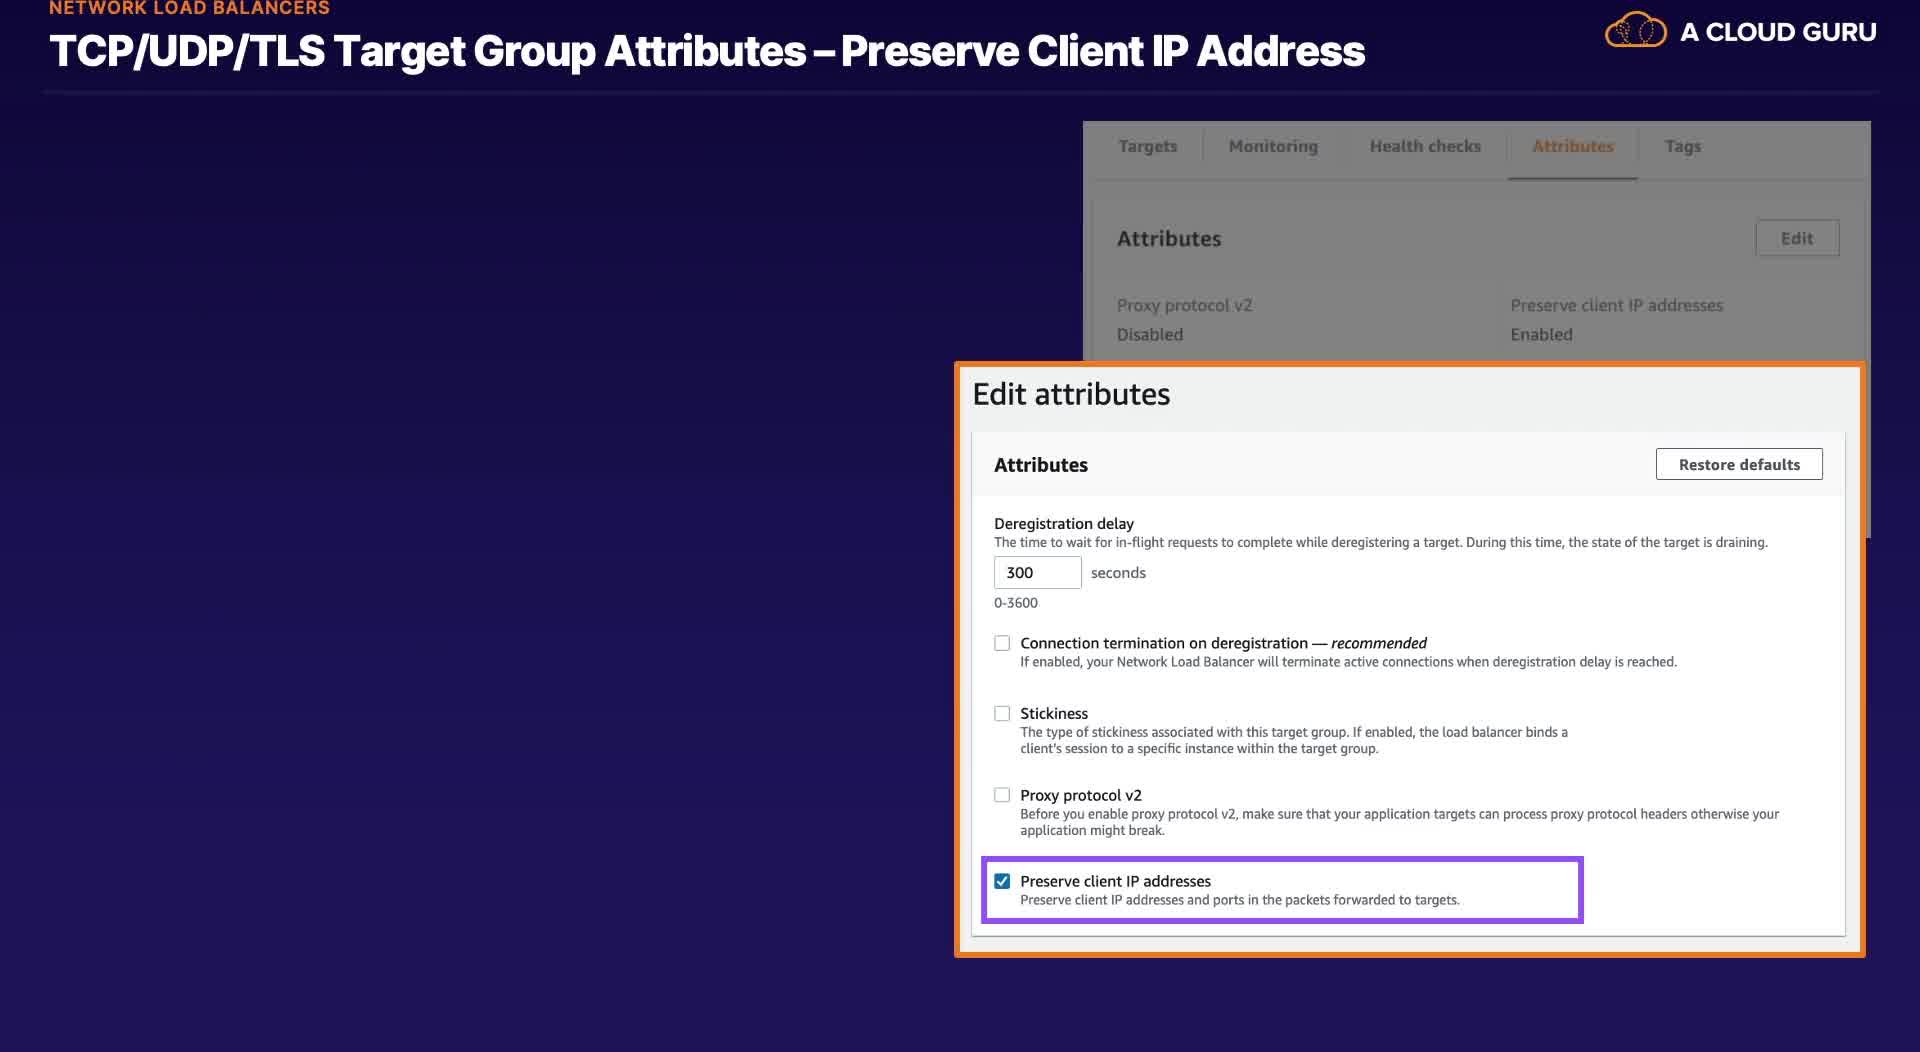 NETWORK LOAD BALANCERS
TCP/UDP/TLS Target Group Attributes – Preserve Client IP Address
A CLOUD GURU
Targets
Monitoring
Health checks
Attributes
Tags
Attributes
Edit
Proxy protocol v2
Preserve client IP addresses
Disabled
Enabled
Edit attributes
Attributes
Restore defaults
Deregistration delay
The time to wait for in-flight requests to complete while deregistering a target. During this time, the state of the target is draining.
300 seconds
0-3600
Connection termination on deregistration — recommended
If enabled, your Network Load Balancer will terminate active connections when deregistration delay is reached.
Stickiness
The type of stickiness associated with this target group. If enabled, the load balancer binds a
client's session to a specific instance within the target group.
Proxy protocol v2
Before you enable proxy protocol v2, make sure that your application targets can process proxy protocol headers otherwise your
application might break.
Preserve client IP addresses
Preserve client IP addresses and ports in the packets forwarded to targets.